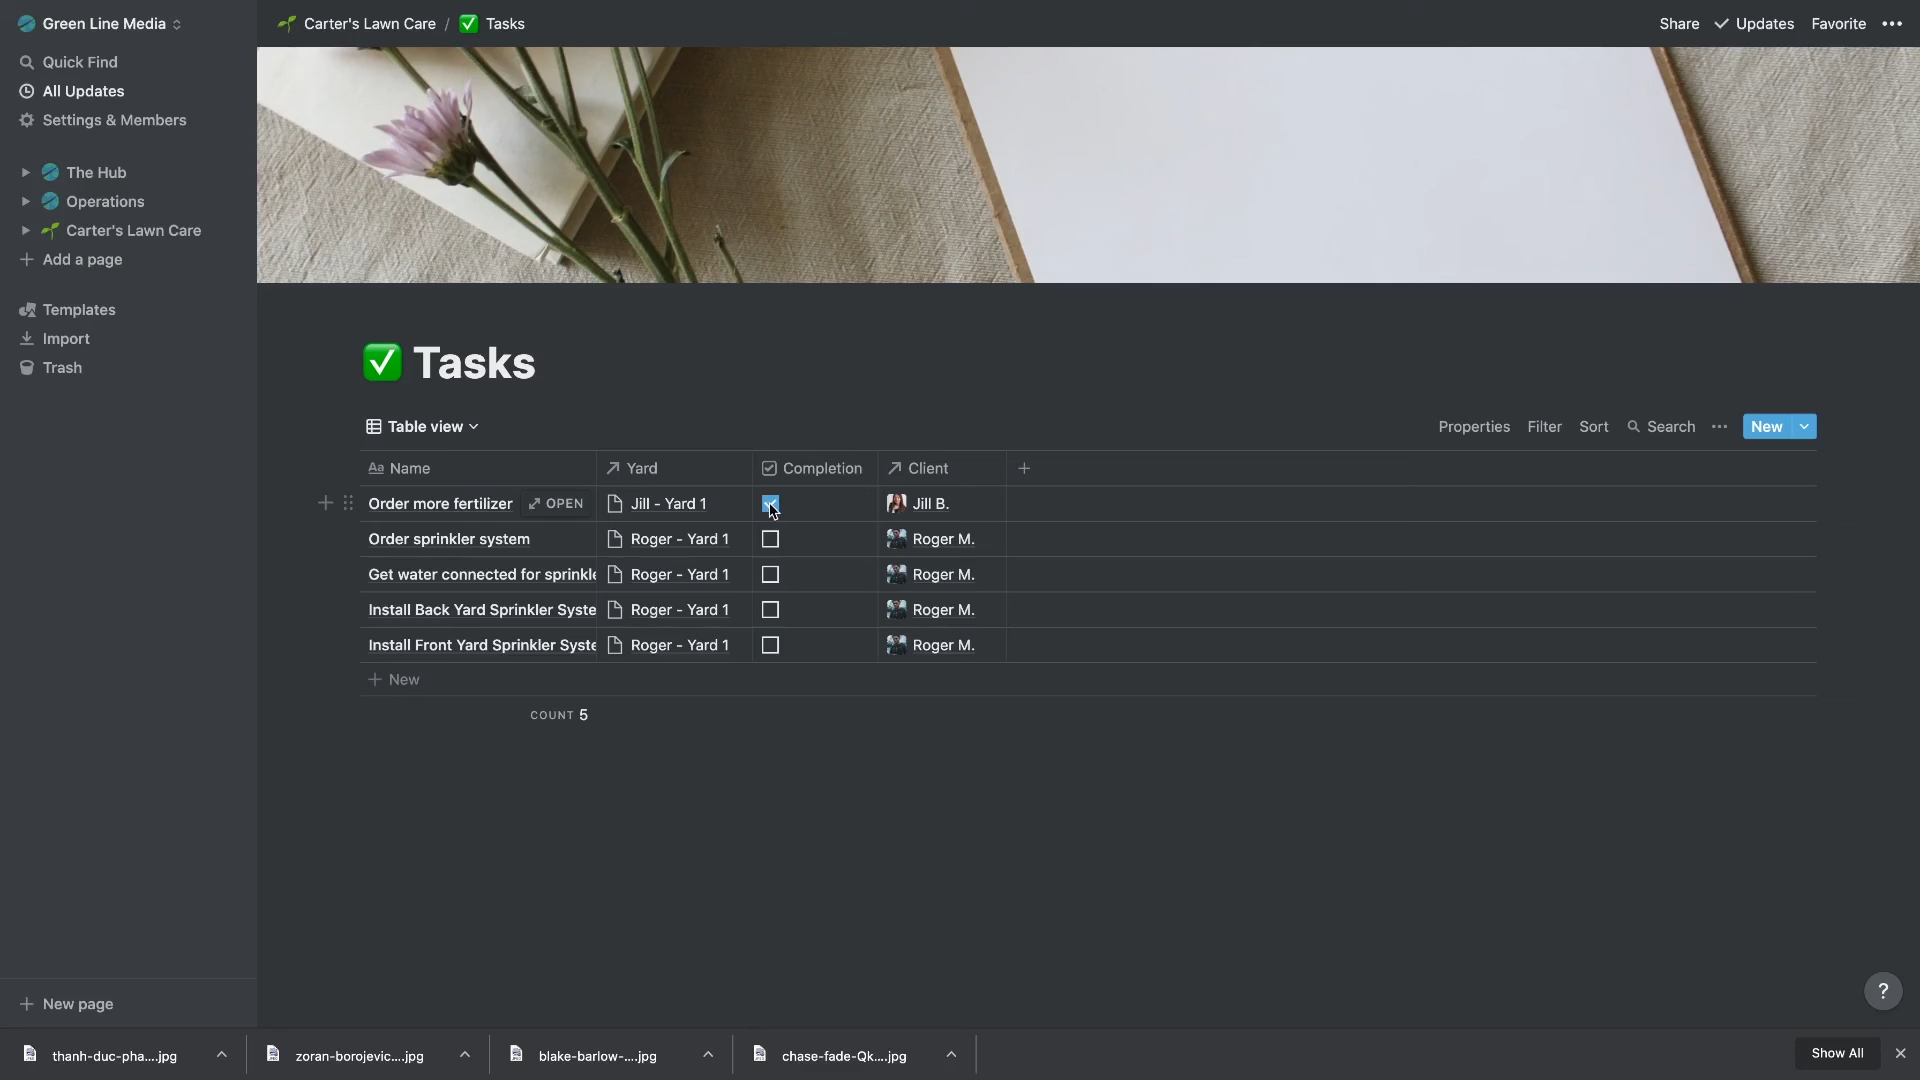 Green Line Media
Quick Find
All Updates
Settings & Members
The Hub
Operations
Carter's Lawn Care
Add a page
Templates
Import
Trash
New page
Carter's Lawn Care / Tasks
Share Updates Favorite
Tasks
Table view
Properties Filter Sort Search New
Aa Name Yard Completion Client
Order more fertilizer OPEN Jill - Yard 1 Jill B.
Order sprinkler system Roger - Yard 1 Roger M.
Get water connected for sprinkle Roger - Yard 1 Roger M.
Install Back Yard Sprinkler Syste Roger - Yard 1 Roger M.
Install Front Yard Sprinkler Syste Roger - Yard 1 Roger M.
New
COUNT 5
?
thanh-duc-pha....jpg zoran-borojevic....jpg blake-barlow-....jpg chase-fade-Qk....jpg Show All